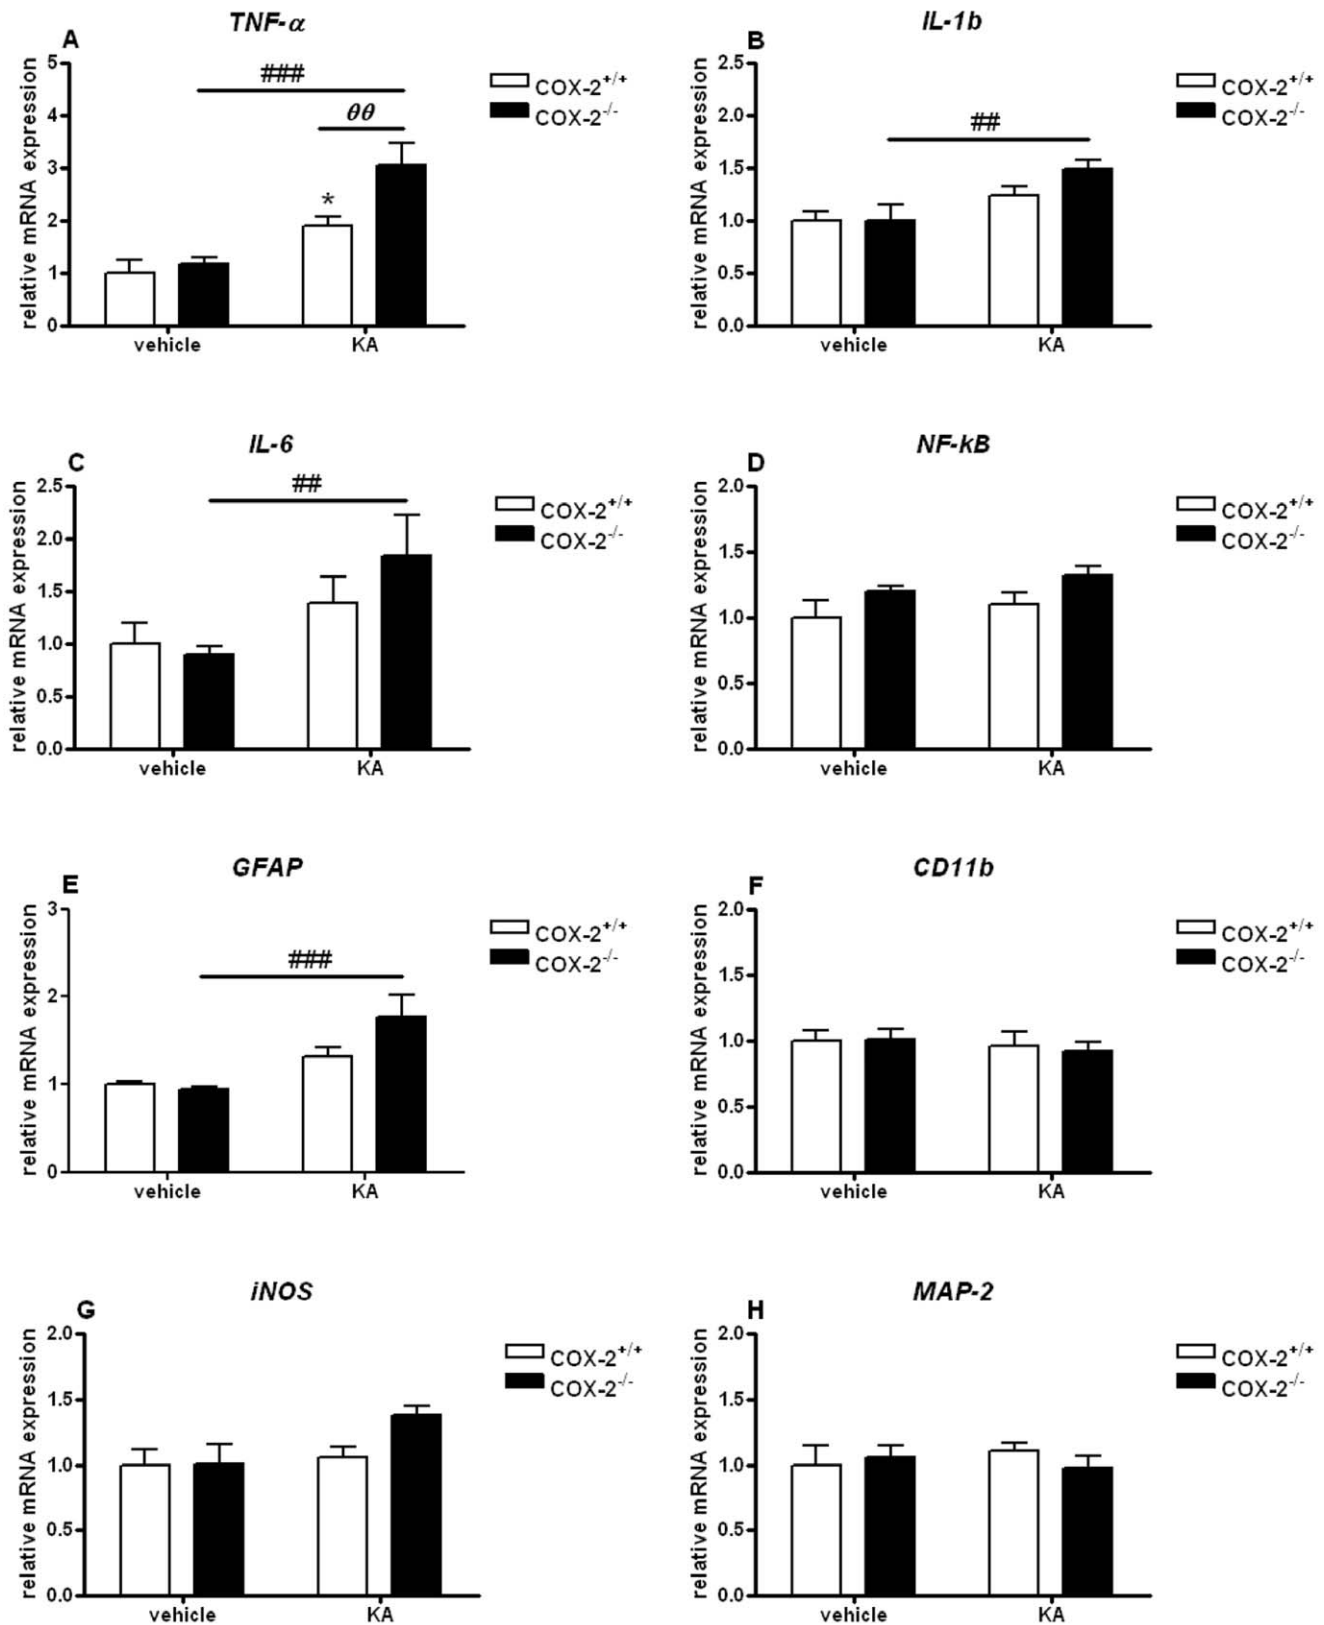 TNF-α
A
relative mRNA expression
5
4
3
2
1
0
###
θθ
*
vehicle
KA
COX-2+/+
COX-2-/-
IL-1b
B
relative mRNA expression
2.5
2.0
1.5
1.0
0.5
0.0
##
vehicle
KA
COX-2+/+
COX-2-/-
IL-6
C
relative mRNA expression
2.5
2.0
1.5
1.0
0.5
0.0
##
vehicle
KA
COX-2+/+
COX-2-/-
NF-kB
D
relative mRNA expression
2.0
1.5
1.0
0.5
0.0
vehicle
KA
COX-2+/+
COX-2-/-
GFAP
E
relative mRNA expression
3
2
1
0
###
vehicle
KA
COX-2+/+
COX-2-/-
CD11b
F
relative mRNA expression
2.0
1.5
1.0
0.5
0.0
vehicle
KA
COX-2+/+
COX-2-/-
iNOS
G
relative mRNA expression
2.0
1.5
1.0
0.5
0.0
vehicle
KA
COX-2+/+
COX-2-/-
MAP-2
H
relative mRNA expression
2.0
1.5
1.0
0.5
0.0
vehicle
KA
COX-2+/+
COX-2-/-